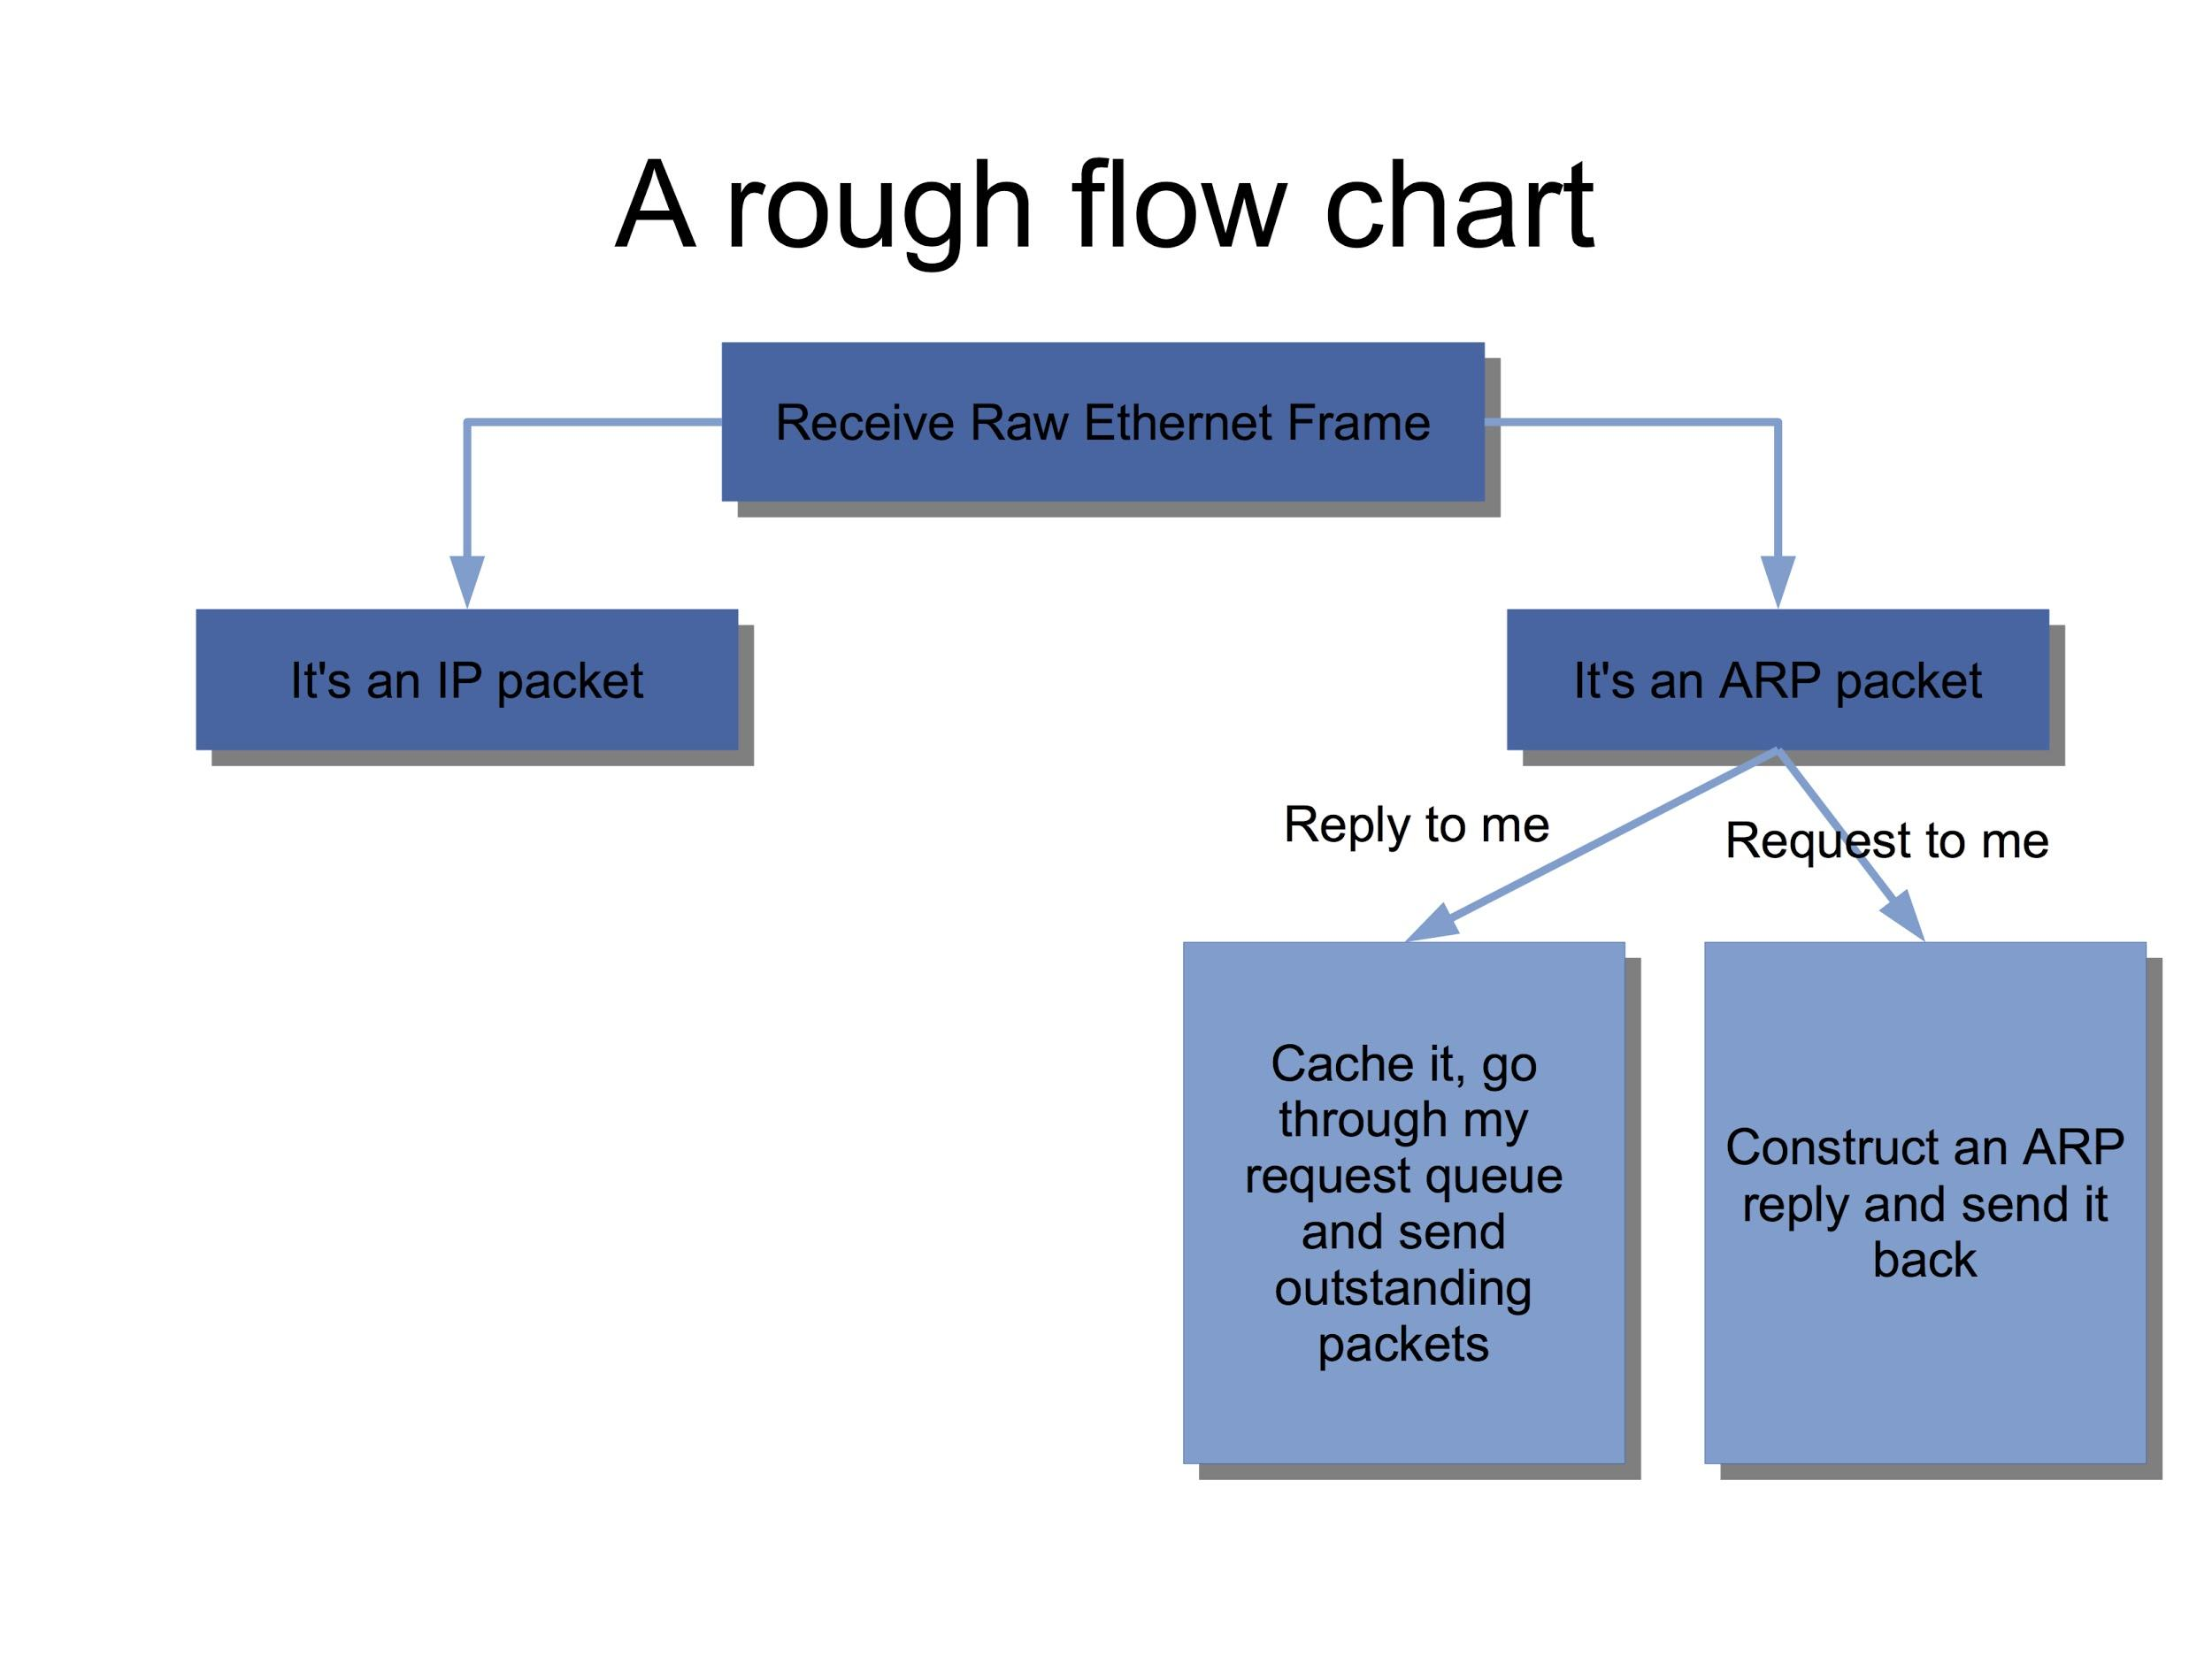 A rough flow chart
Receive Raw Ethernet Frame
It's an IP packet
It's an ARP packet
Reply to me
Request to me
Cache it, go
through my
request queue
and send
outstanding
packets
Construct an ARP
reply and send it
back